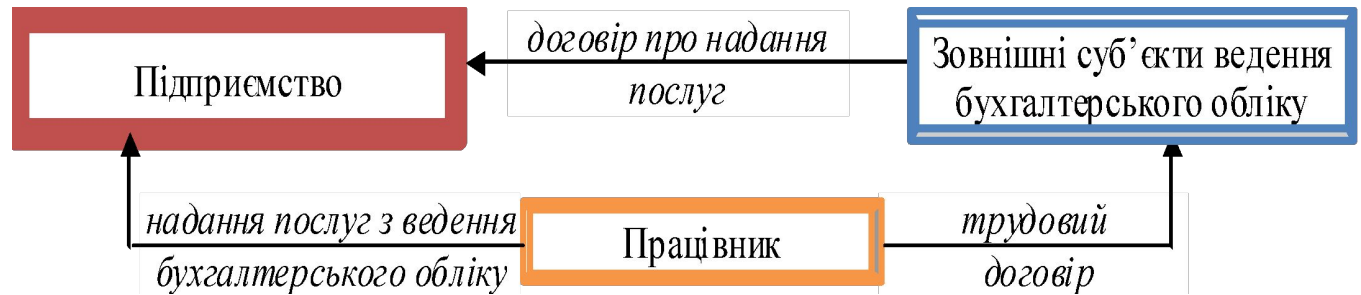 Підприємство
договір про надання
послуг
Зовнішні суб’єкти ведення
бухгалтерського обліку
надання послуг з ведення
бухгалтерського обліку
Працівник
трудовий
договір